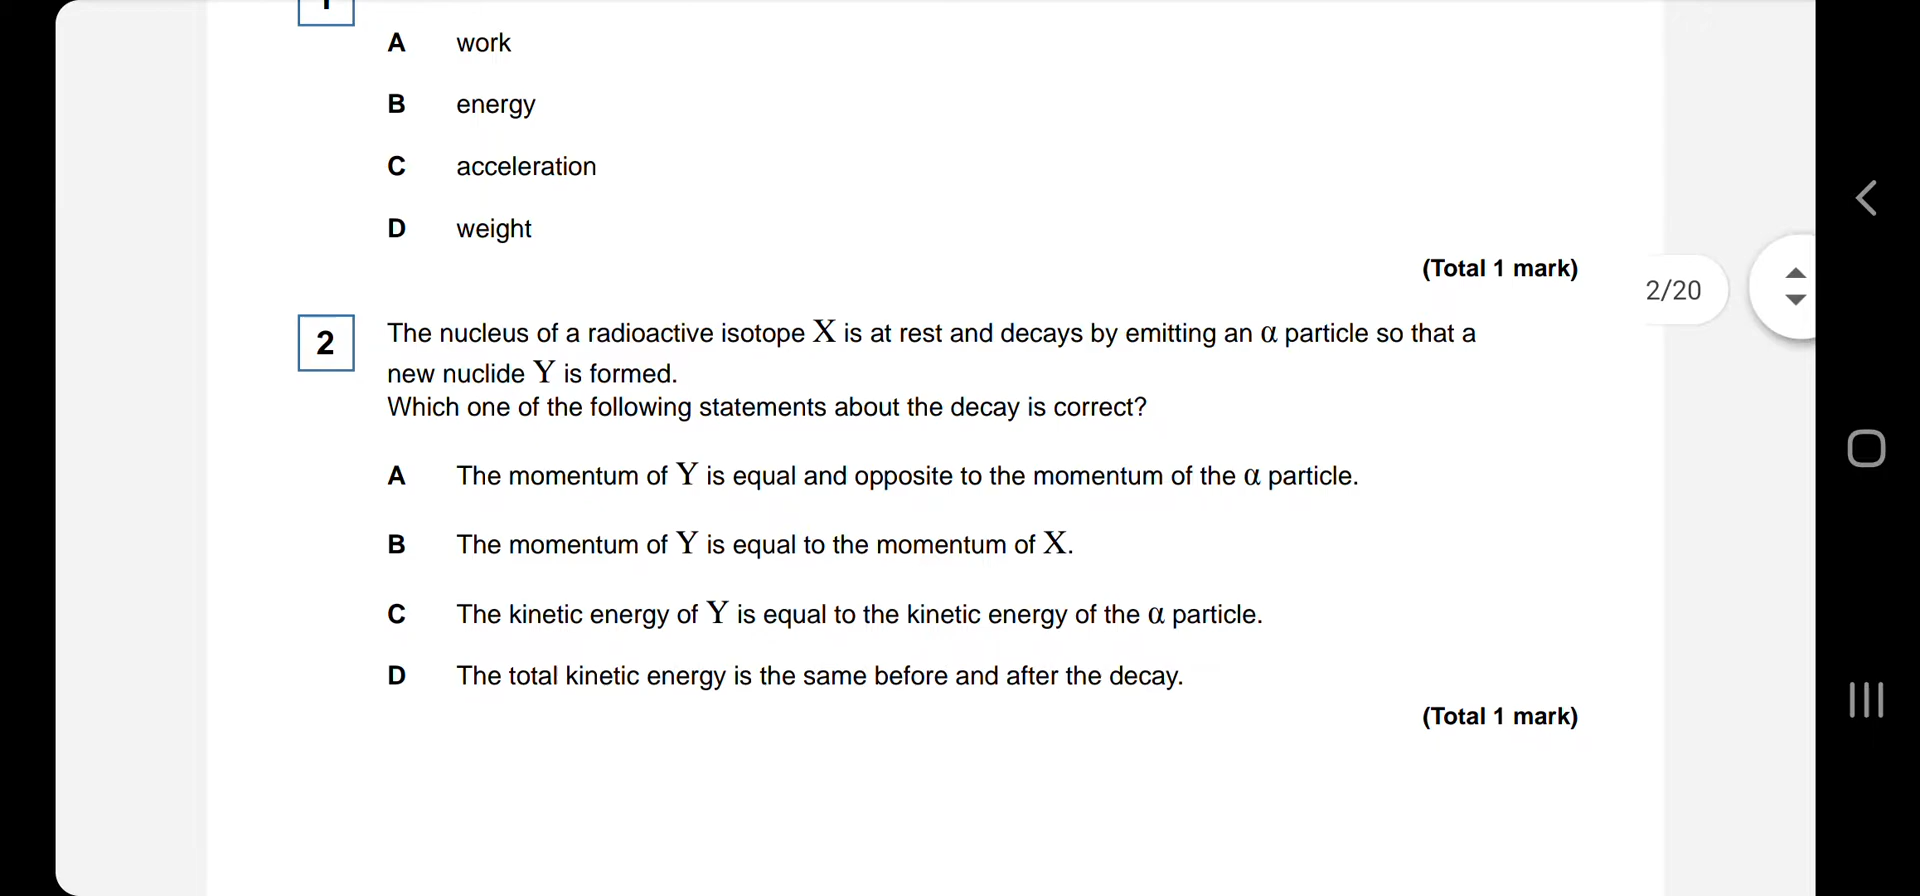 1
A work
B energy
C acceleration
D weight
(Total 1 mark)
2/20
2 The nucleus of a radioactive isotope X is at rest and decays by emitting an α particle so that a
new nuclide Y is formed.
Which one of the following statements about the decay is correct?
A The momentum of Y is equal and opposite to the momentum of the α particle.
B The momentum of Y is equal to the momentum of X.
C The kinetic energy of Y is equal to the kinetic energy of the α particle.
D The total kinetic energy is the same before and after the decay.
(Total 1 mark)